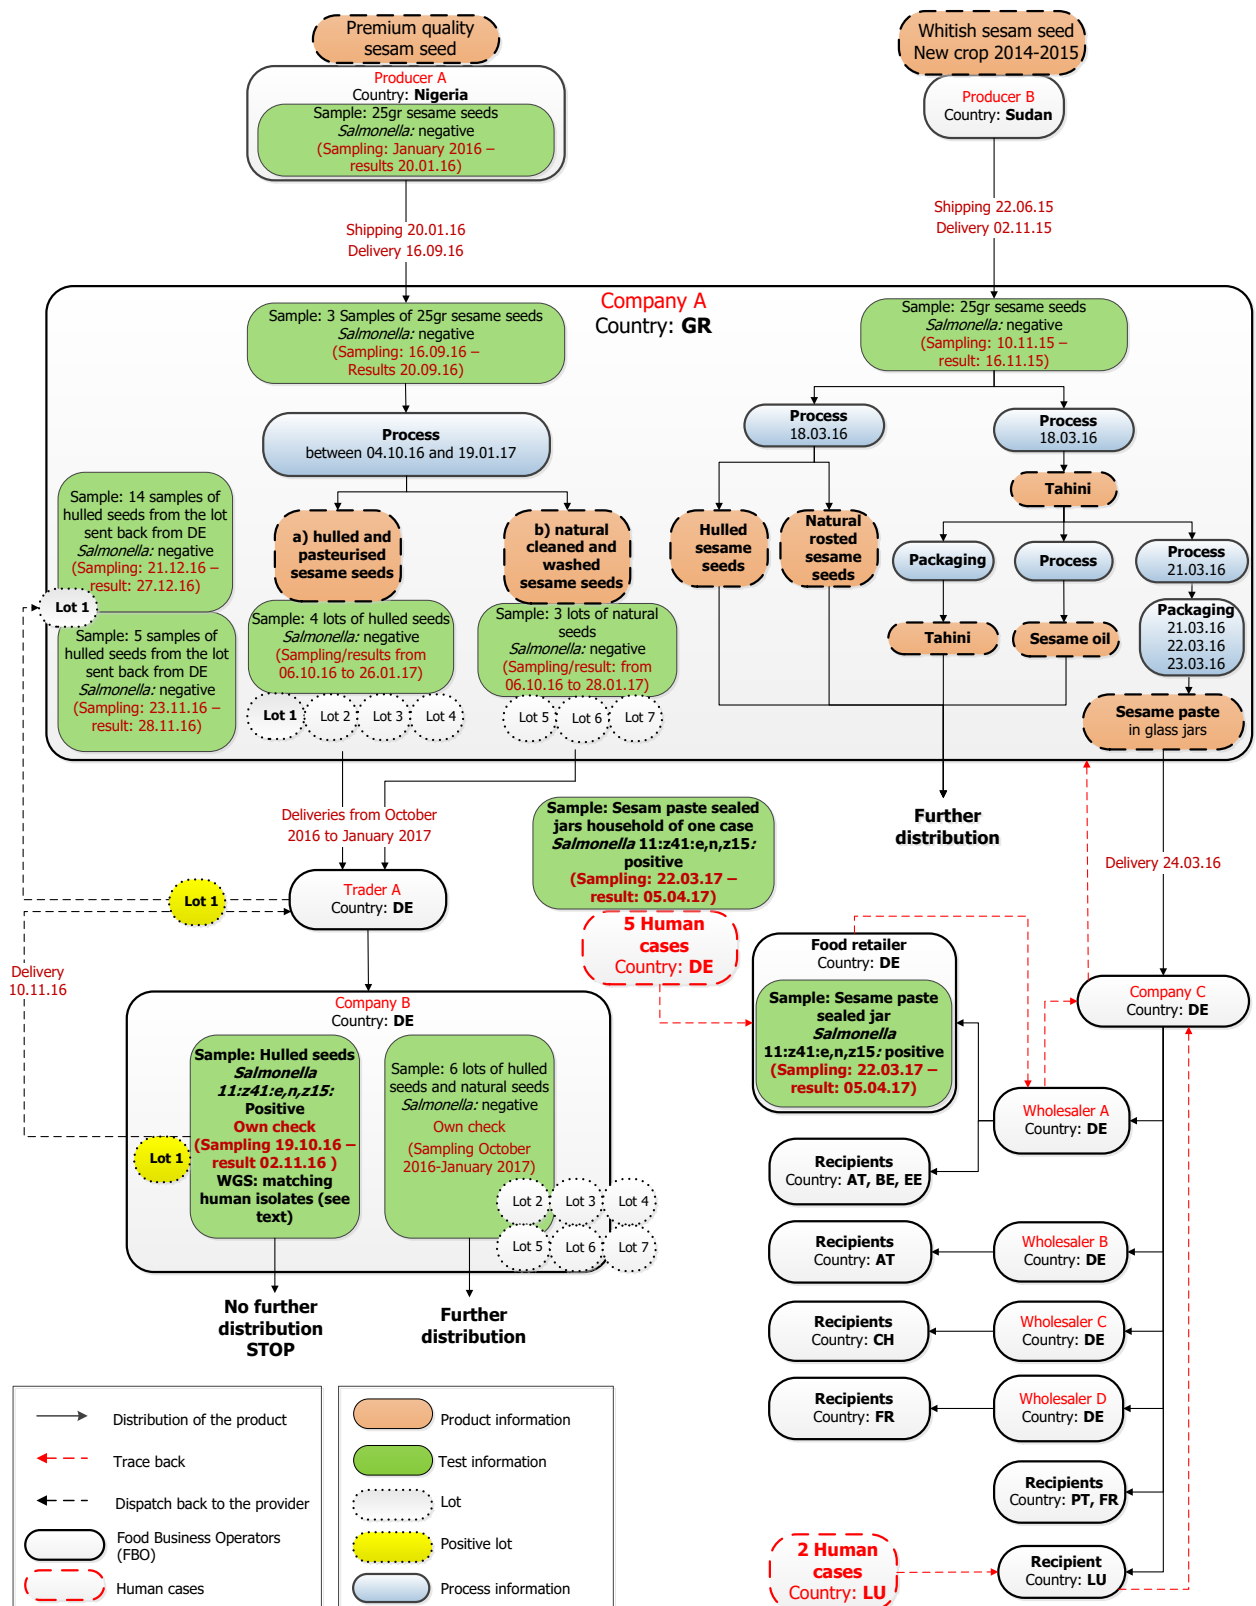 Premium quality
sesam seed
Producer A
Country: Nigeria
Sample: 25gr sesame seeds
Salmonella: negative
(Sampling: January 2016 –
results 20.01.16)
Whitish sesam seed
New crop 2014-2015
Producer B
Country: Sudan
Shipping 20.01.16
Delivery 16.09.16
Shipping 22.06.15
Delivery 02.11.15
Company A
Country: GR
Sample: 3 Samples of 25gr sesame seeds
Salmonella: negative
(Sampling: 16.09.16 –
Results 20.09.16)
Sample: 25gr sesame seeds
Salmonella: negative
(Sampling: 10.11.15 –
result: 16.11.15)
Process
between 04.10.16 and 19.01.17
Process
18.03.16
Process
18.03.16
Tahini
Sample: 14 samples of
hulled seeds from the lot
sent back from DE
Salmonella: negative
(Sampling: 21.12.16 –
result: 27.12.16)
Lot 1
Sample: 5 samples of
hulled seeds from the lot
sent back from DE
Salmonella: negative
(Sampling: 23.11.16 –
result: 28.11.16)
a) hulled and
pasteurised
sesame seeds
b) natural
cleaned and
washed
sesame seeds
Hulled
sesame
seeds
Natural
rosted
sesame
seeds
Packaging
Process
Process
21.03.16
Packaging
21.03.16
22.03.16
23.03.16
Tahini
Sesame oil
Sesame paste
in glass jars
Sample: 4 lots of hulled seeds
Salmonella: negative
(Sampling/results from
06.10.16 to 26.01.17)
Lot 1
Lot 2
Lot 3
Lot 4
Sample: 3 lots of natural
seeds
Salmonella: negative
(Sampling/result: from
06.10.16 to 28.01.17)
Lot 5
Lot 6
Lot 7
Deliveries from October
2016 to January 2017
Further
distribution
Delivery 24.03.16
Sample: Sesam paste sealed
jars household of one case
Salmonella 11:z41:e,n,z15:
positive
(Sampling: 22.03.17 –
result: 05.04.17)
5 Human
cases
Country: DE
Trader A
Country: DE
Lot 1
Delivery
10.11.16
Food retailer
Country: DE
Sample: Sesame paste
sealed jar
Salmonella
11:z41:e,n,z15: positive
(Sampling: 22.03.17 –
result: 05.04.17)
Company C
Country: DE
Company B
Country: DE
Sample: Hulled seeds
Salmonella
11:z41:e,n,z15:
Positive
Own check
(Sampling 19.10.16 –
result 02.11.16 )
WGS: matching
human isolates (see
text)
Lot 1
Sample: 6 lots of hulled
seeds and natural seeds
Salmonella: negative
Own check
(Sampling October
2016-January 2017)
Lot 2
Lot 3
Lot 4
Lot 5
Lot 6
Lot 7
No further
distribution
STOP
Further
distribution
Wholesaler A
Country: DE
Recipients
Country: AT, BE, EE
Recipients
Country: AT
Wholesaler B
Country: DE
Recipients
Country: CH
Wholesaler C
Country: DE
Recipients
Country: FR
Wholesaler D
Country: DE
Recipients
Country: PT, FR
2 Human
cases
Country: LU
Recipient
Country: LU
Distribution of the product
Trace back
Dispatch back to the provider
Food Business Operators
(FBO)
Human cases
Product information
Test information
Lot
Positive lot
Process information